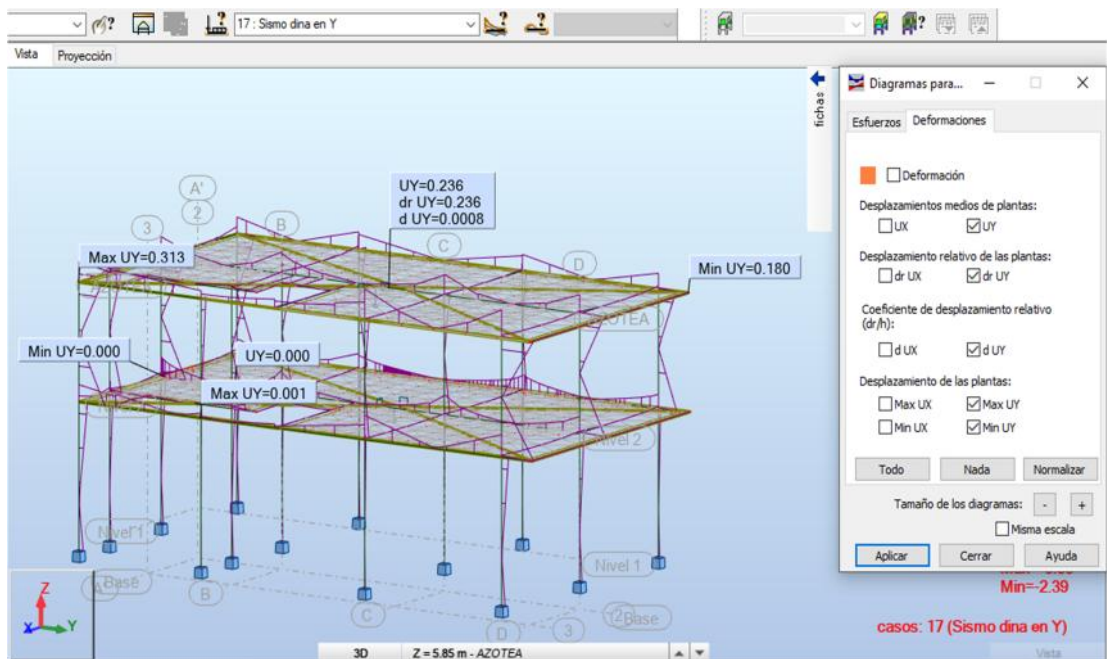 17 : Sismo dina en Y
Vista
Proyección
fichas
Diagramas para...
Esfuerzos
Deformaciones
Deformación
Desplazamientos medios de plantas:
UX
UY
Desplazamiento relativo de las plantas:
dr UX
dr UY
Coeficiente de desplazamiento relativo
(dr/h):
d UX
d UY
Desplazamiento de las plantas:
Max UX
Max UY
Min UX
Min UY
Todo
Nada
Normalizar
Tamaño de los diagramas:
-
+
Misma escala
Aplicar
Cerrar
Ayuda
A'
3
2
B
C
D
UY=0.236
dr UY=0.236
d UY=0.0008
Max UY=0.313
Min UY=0.180
AZOTEA
Min UY=0.000
UY=0.000
Max UY=0.001
Nivel 2
Nivel 1
Nivel 1
Base
B
C
D
3
2
Base
Z
X
Y
Min=-2.39
casos: 17 (Sismo dina en Y)
3D
Z = 5.85 m - AZOTEA
Vista